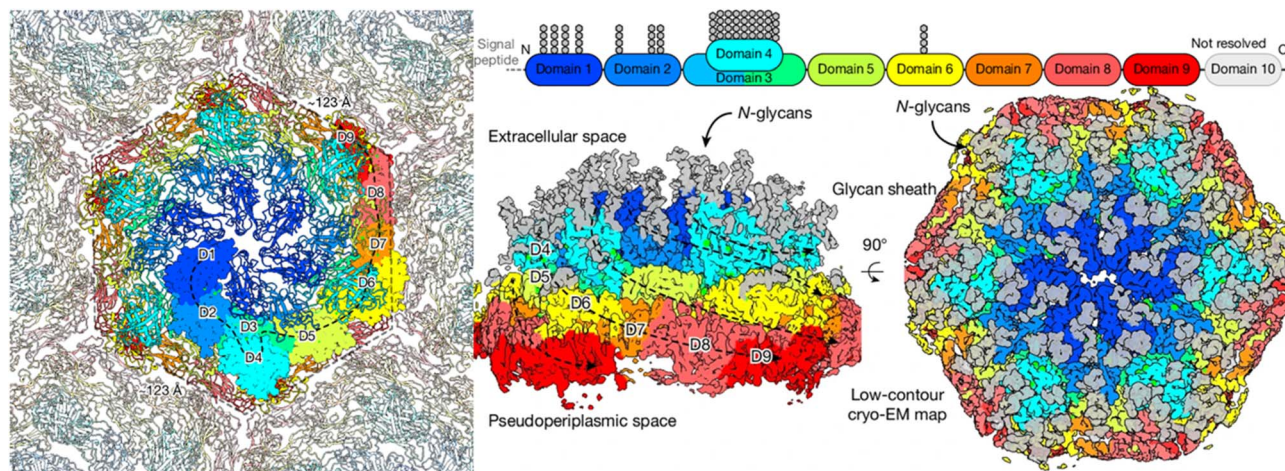 ~123 Å
D9
D8
D7
D1
D6
D2
D3
D5
D4
~123 Å
Signal
peptide
N
Domain 1
Domain 2
Domain 4
Domain 3
Domain 5
Domain 6
Domain 7
Domain 8
Domain 9
Not resolved
Domain 10
C
N-glycans
Extracellular space
D4
D5
D6
D7
D8
D9
Pseudoperiplasmic space
90°
N-glycans
Glycan sheath
Low-contour
cryo-EM map